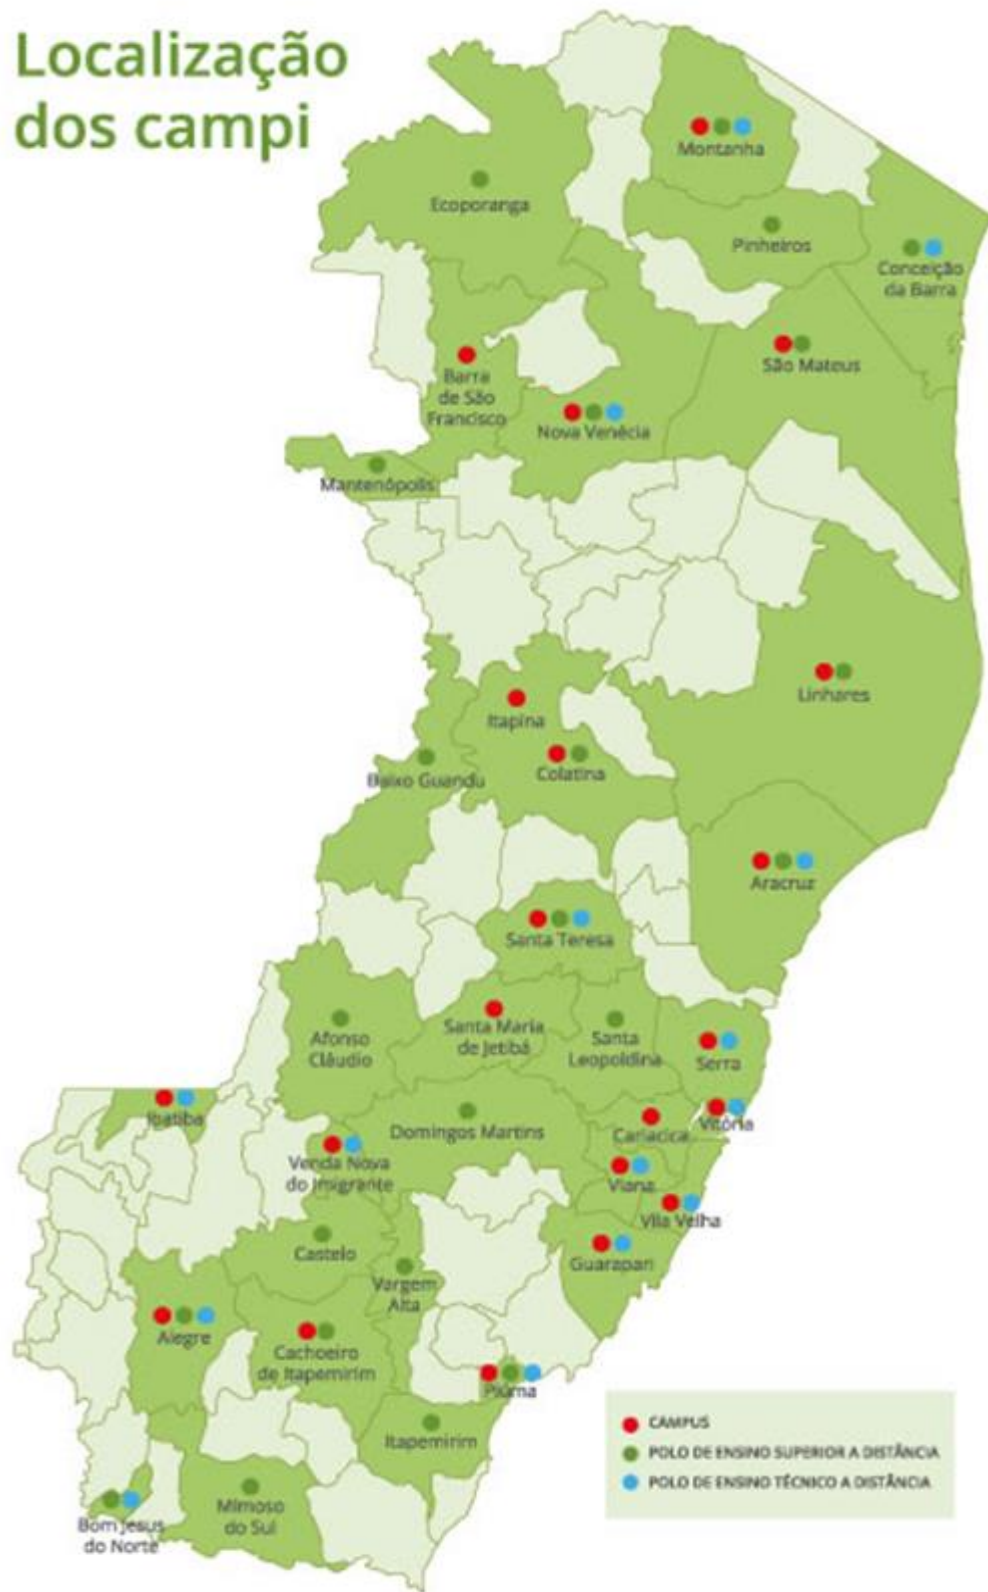 Localização
dos campi
Montanha
Ecoporanga
Pinheiros
Conceição
da Barra
São Mateus
Barra
de São
Francisco
Nova Venécia
Mantenópolis
Linhares
Itapina
Colatina
Baixo Guandu
Aracruz
Santa Teresa
Afonso
Cláudio
Santa Maria
de Jetibá
Santa
Leopoldina
Serra
Ibatiba
Domingos Martins
Cariacica
Vitória
Venda Nova
do Imigrante
Viana
Vila Velha
Castelo
Guarapari
Vargem
Alta
Alegre
Cachoeiro
de Itapemirim
Piúma
Itapemirim
Mimoso
do Sul
Bom Jesus
do Norte
CAMPUS
POLO DE ENSINO SUPERIOR A DISTÂNCIA
POLO DE ENSINO TÉCNICO A DISTÂNCIA